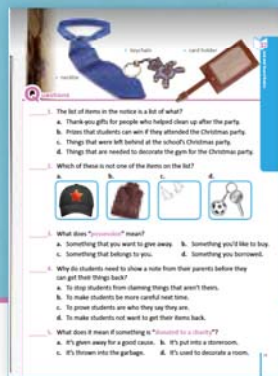 keychain
card holder
necktie
Questions
1. The list of items in the notice is a list of what?
a. Thank-you gifts for people who helped clean up after the party.
b. Prizes that students can win if they attended the Christmas party.
c. Things that were left behind at the school's Christmas party.
d. Things that are needed to decorate the gym for the Christmas party.
2. Which of these is not one of the items on the list?
a. b. c. d.
3. What does "possession" mean?
a. Something that you want to give away. b. Something you'd like to buy.
c. Something that belongs to you. d. Something you borrowed.
4. Why do students need to show a note from their parents before they
can get their things back?
a. To stop students from claiming things that aren't theirs.
b. To make students be more careful next time.
c. To prove students are who they say they are.
d. To make students not want to get their items back.
5. What does it mean if something is "donated to a charity"?
a. It's given away for a good cause. b. It's put into a storeroom.
c. It's thrown into the garbage. d. It's used to decorate a room.